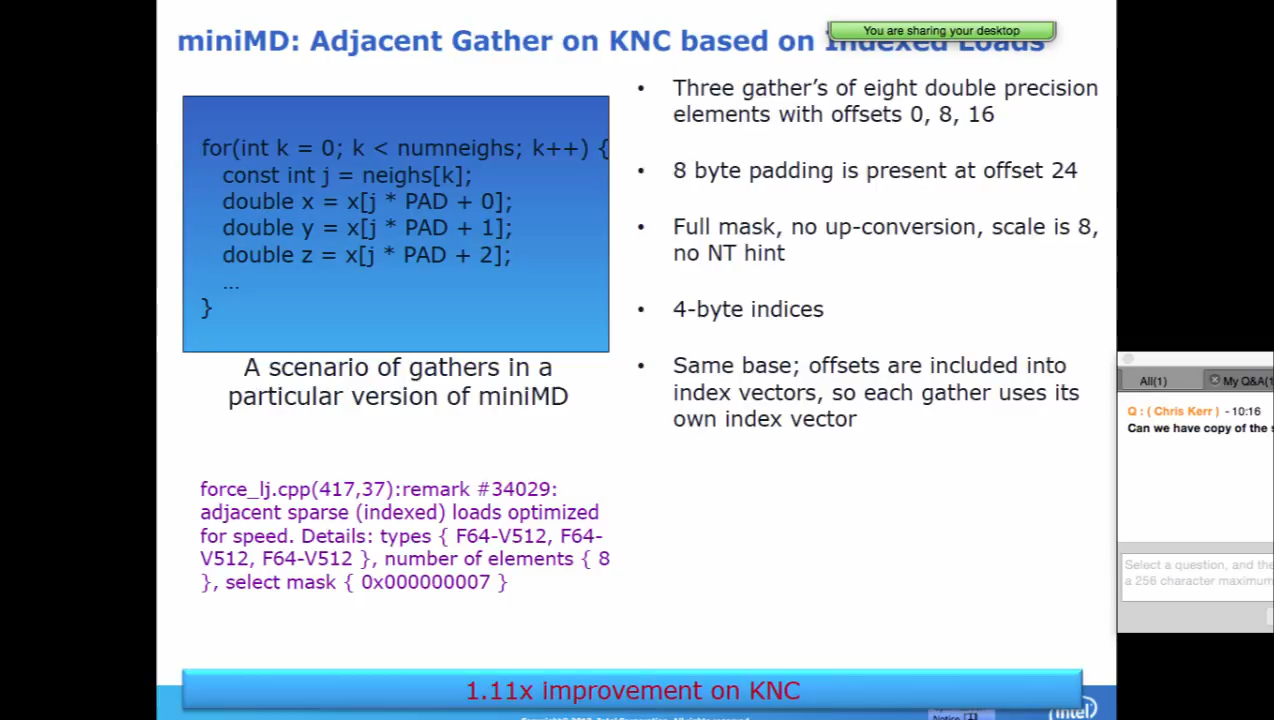 miniMD: Adjacent Gather on KNC based on Indexed Loads
You are sharing your desktop
for(int k = 0; k < numneighs; k++) {
const int j = neighs[k];
double x = x[j * PAD + 0];
double y = x[j * PAD + 1];
double z = x[j * PAD + 2];
...
}
A scenario of gathers in a
particular version of miniMD
force_lj.cpp(417,37):remark #34029:
adjacent sparse (indexed) loads optimized
for speed. Details: types { F64-V512, F64-
V512, F64-V512 }, number of elements { 8
}, select mask { 0x000000007 }
• Three gather's of eight double precision
elements with offsets 0, 8, 16
• 8 byte padding is present at offset 24
• Full mask, no up-conversion, scale is 8,
no NT hint
• 4-byte indices
• Same base; offsets are included into
index vectors, so each gather uses its
own index vector
1.11x improvement on KNC
Notice
intel
All(1)
My Q&A(1
Q : ( Chris Kerr ) - 10:16
Can we have copy of the s
Select a question, and the
a 256 character maximum